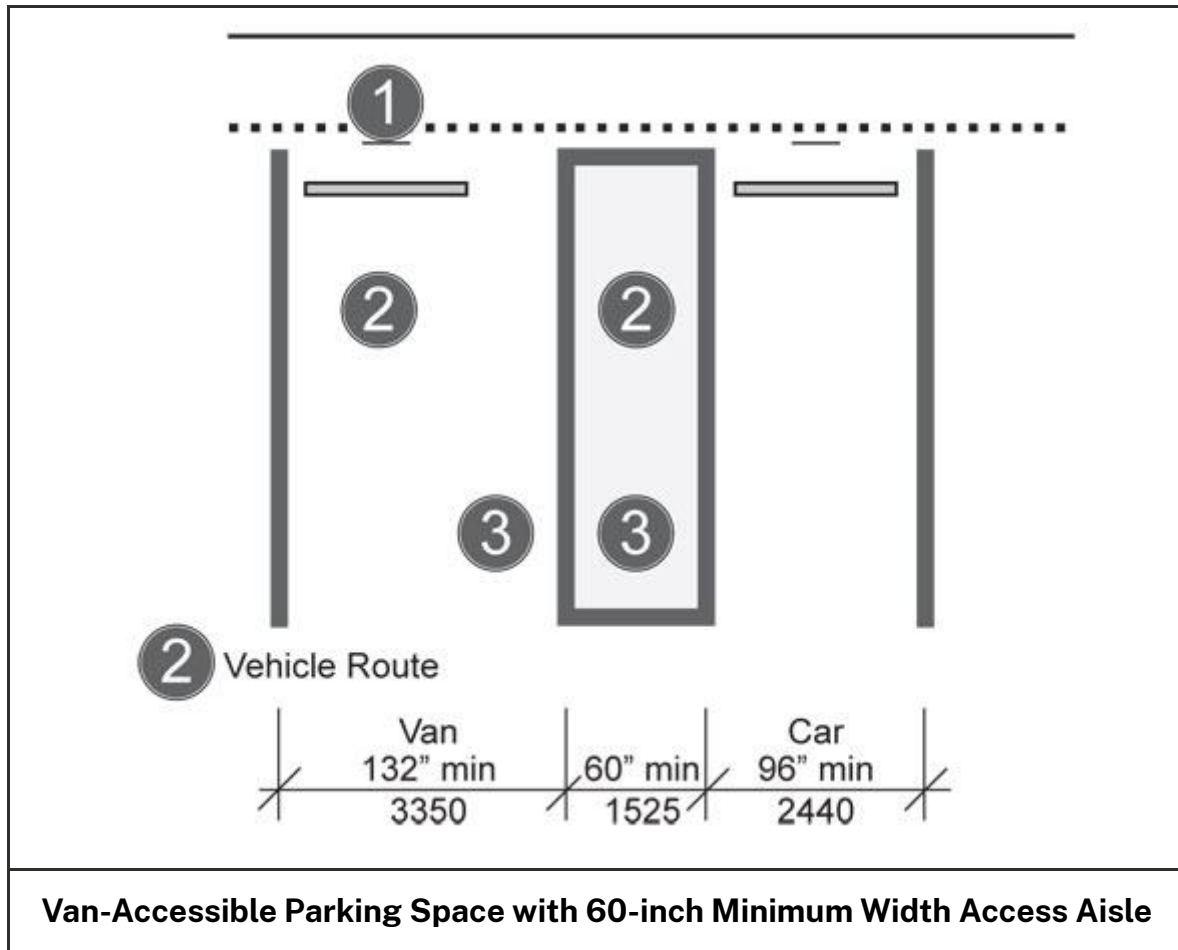 1
2
2
3
3
2 Vehicle Route
Van
132” min
3350
60” min
1525
Car
96” min
2440
Van-Accessible Parking Space with 60-inch Minimum Width Access Aisle